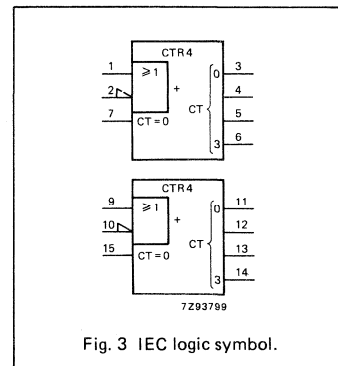 CTR4
1 ⩾1 0 3
2 + 4
7 CT=0 CT 5
3 6
CTR4
9 ⩾1 0 11
10 + 12
15 CT=0 CT 13
3 14
7Z93799
Fig. 3 IEC logic symbol.